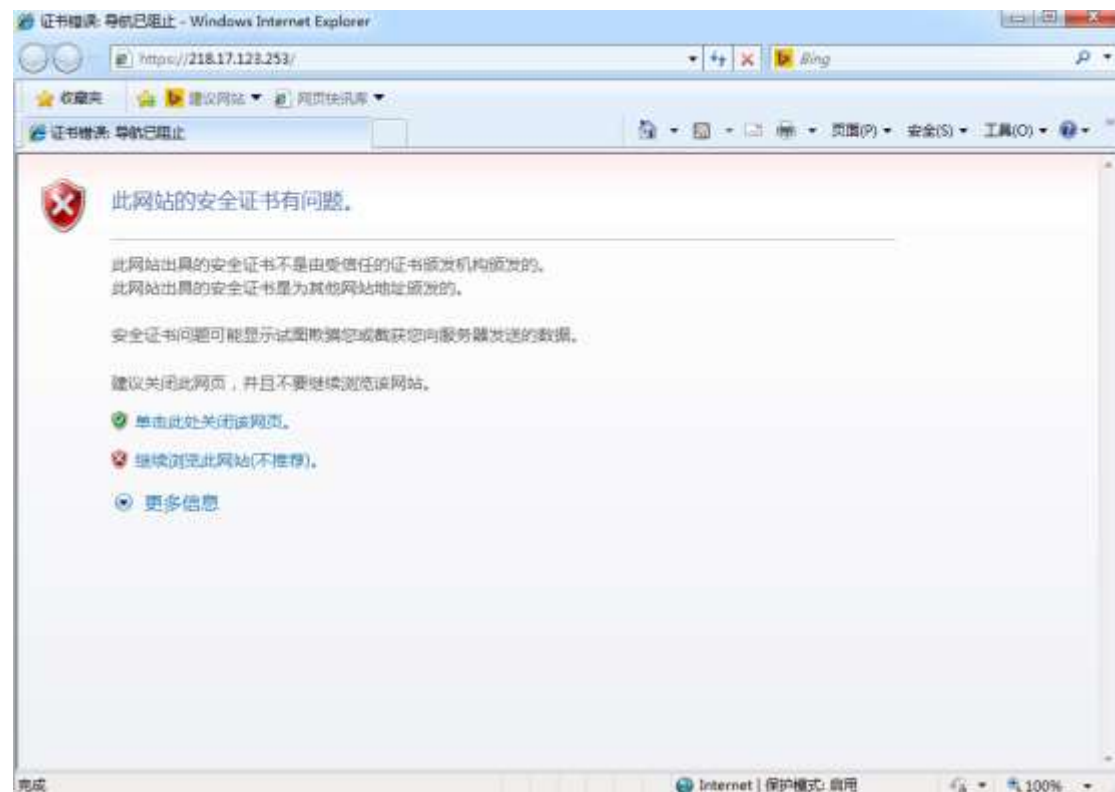 证书错误: 导航已阻止 - Windows Internet Explorer
https://218.17.123.253/
Bing
收藏夹 建议网站 网页快讯库
证书错误: 导航已阻止 页面(P) 安全(S) 工具(O)
此网站的安全证书有问题。
此网站出具的安全证书不是由受信任的证书颁发机构颁发的。
此网站出具的安全证书是为其他网站地址颁发的。
安全证书问题可能显示试图欺骗您或截获您向服务器发送的数据。
建议关闭此网页，并且不要继续浏览该网站。
单击此处关闭该网页。
继续浏览此网站(不推荐)。
更多信息
完成 Internet | 保护模式: 启用 100%